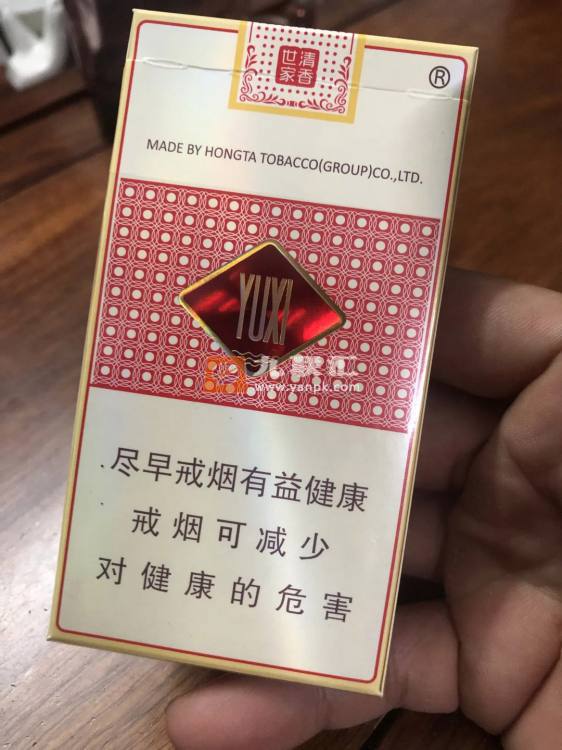 清香
世家
®
MADE BY HONGTA TOBACCO(GROUP)CO.,LTD.
YUXI
www.yanpk.com
尽早戒烟有益健康
戒烟可减少
对健康的危害